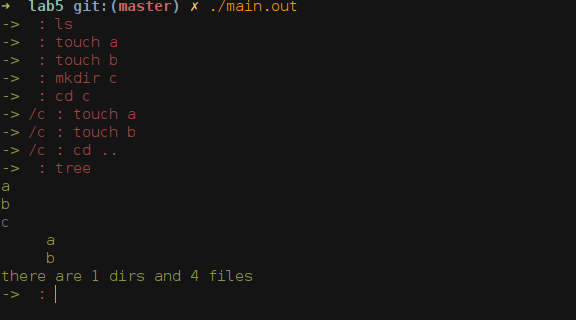 ➜  lab5 git:(master) ✗ ./main.out
->  : ls
->  : touch a
->  : touch b
->  : mkdir c
->  : cd c
-> /c : touch a
-> /c : touch b
-> /c : cd ..
->  : tree
a
b
c
     a
     b
there are 1 dirs and 4 files
->  :